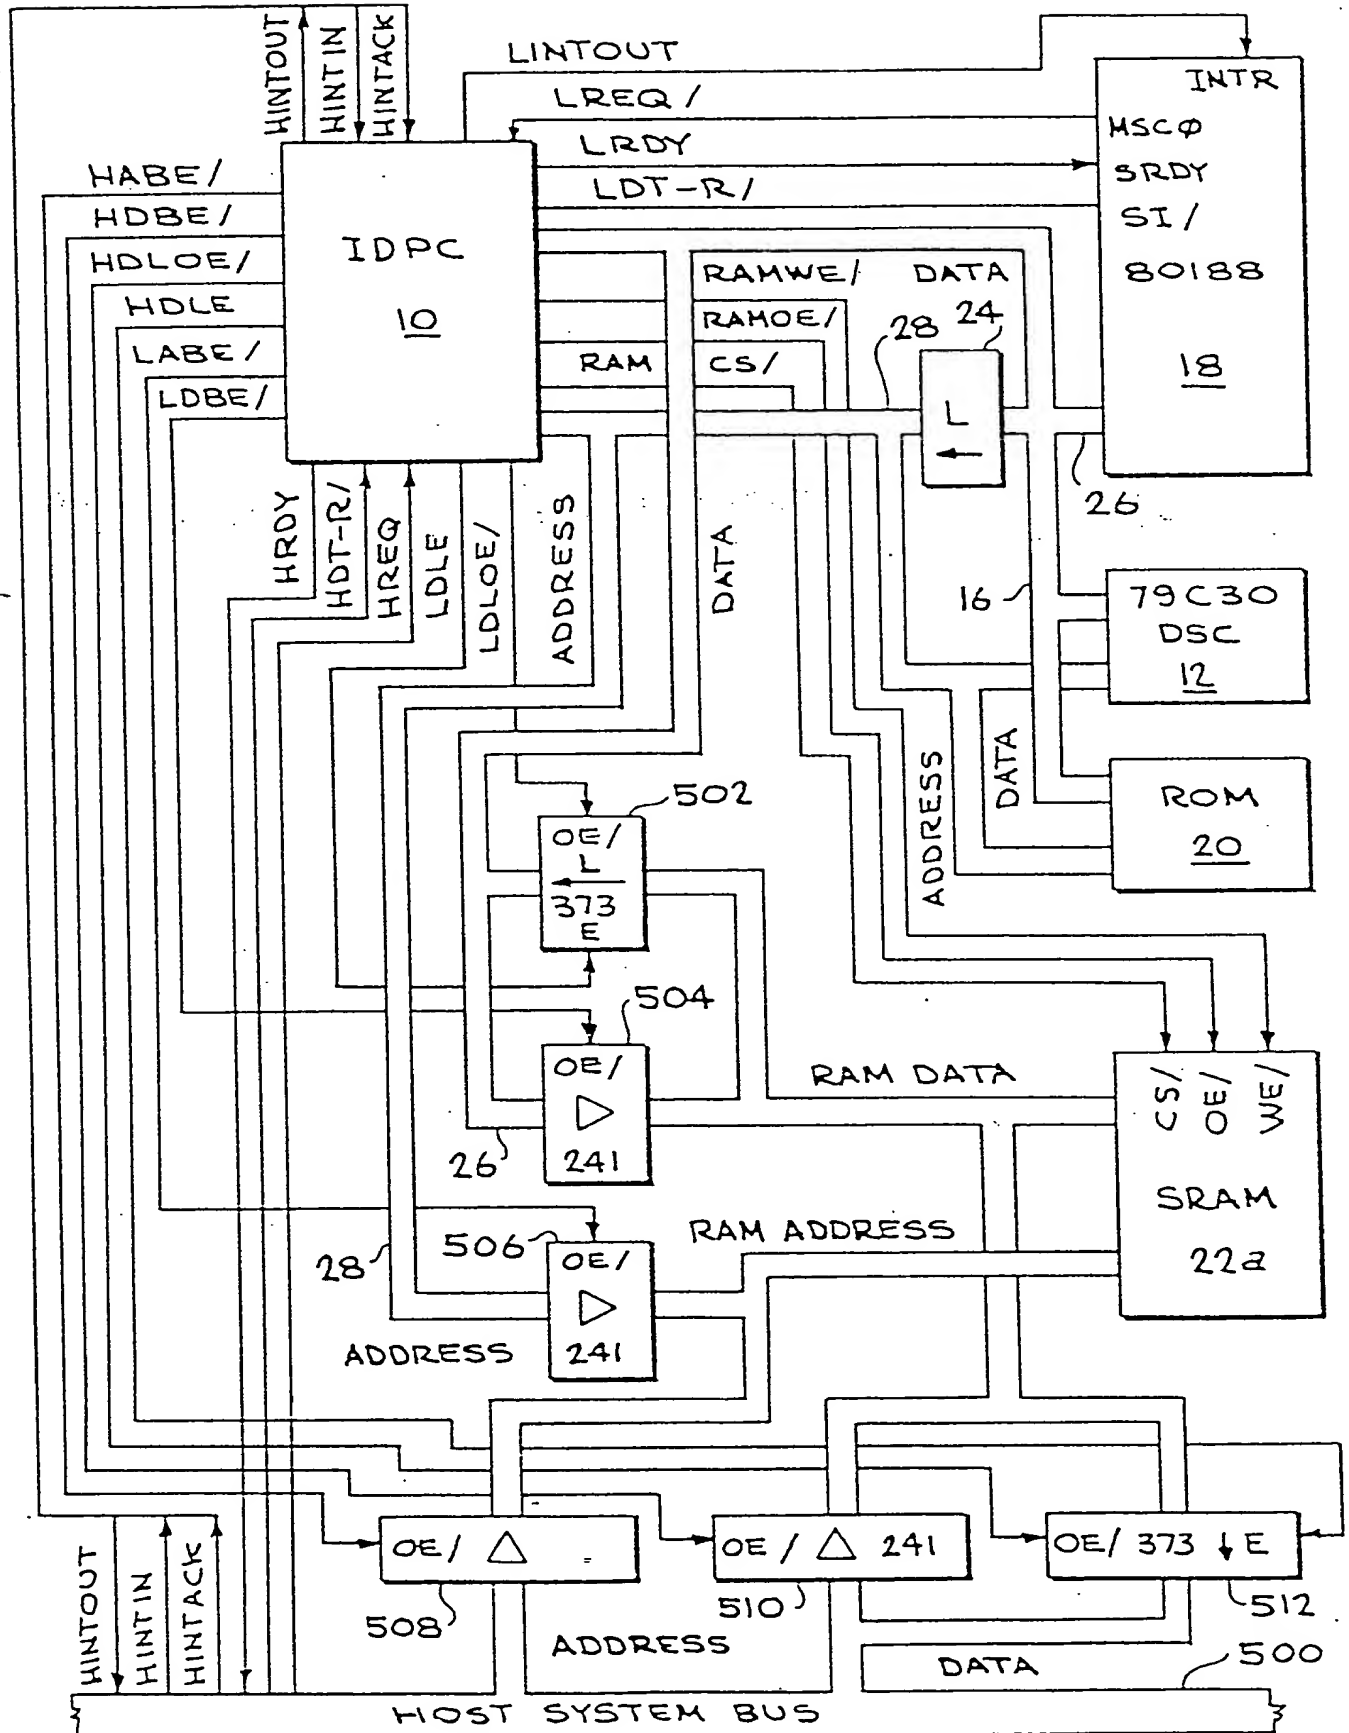 HINTOUT
HINTIN
HINTACK
LINTOUT
LREQ/
LRDY
LDT-R/
INTR
MSCØ
SRDY
SI/
80188
18
HABE/
HDBE/
HDLOE/
HDLE
LABE/
LDBE/
IDPC
10
RAMWE/
RAMOE/
RAM CS/
DATA
28
24
L
26
HRDY
HDT-R/
HREQ
LDLE
LDLOE/
ADDRESS
DATA
16
79C30
DSC
12
ADDRESS
DATA
ROM
20
502
OE/
L
373
E
504
OE/
241
26
RAM DATA
CS/
OE/
WE/
SRAM
22a
RAM ADDRESS
506
OE/
241
28
ADDRESS
OE/
508
OE/ 241
510
OE/ 373 E
512
HINTOUT
HINTIN
HINTACK
ADDRESS
DATA
500
HOST SYSTEM BUS